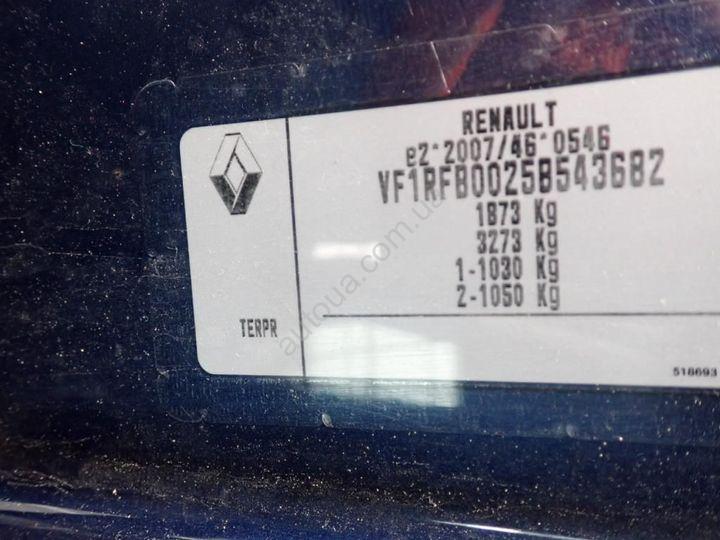 RENAULT
e2*2007/46*0546
VF1RFB00258543682
1873 Kg
3273 Kg
1-1030 Kg
2-1050 Kg
TERPR
518693
autoua.com.ua